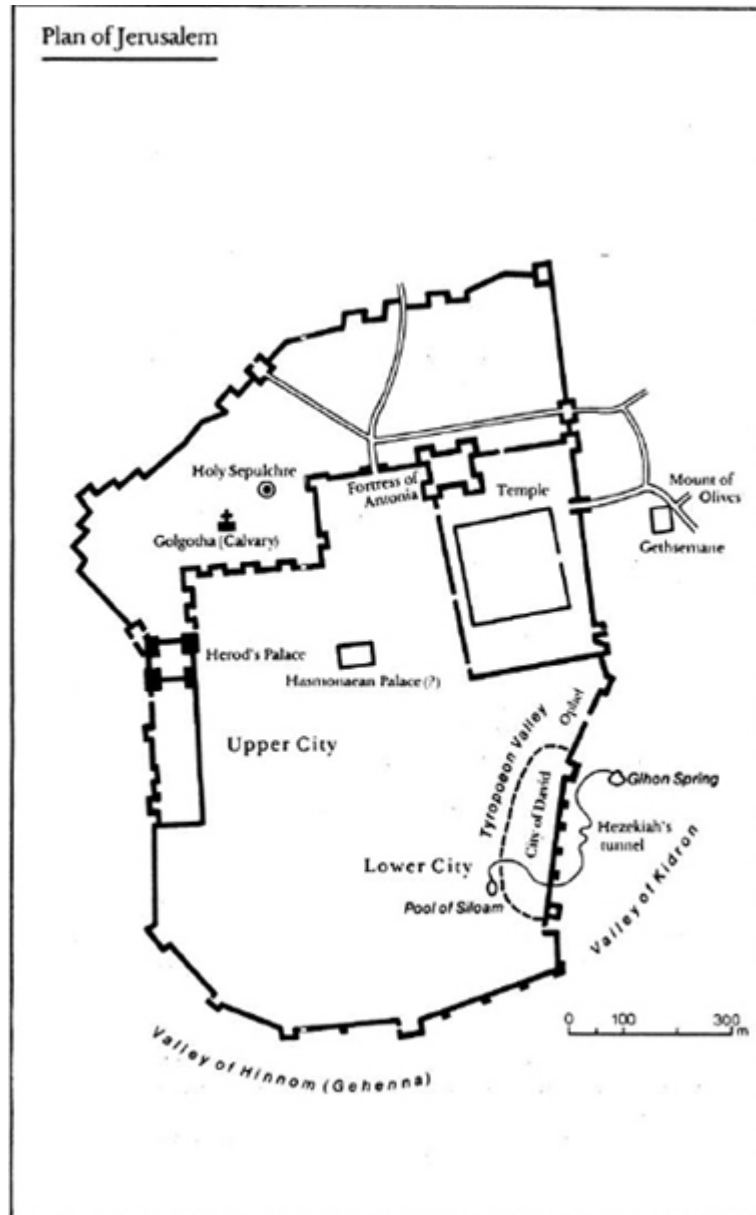 Plan of Jerusalem
Holy Sepulchre
Golgotha (Calvary)
Fortress of
Antonia
Temple
Mount of
Olives
Gethsemane
Herod's Palace
Hasmonaean Palace (?)
Upper City
Tyropoeon Valley
Ophel
City of David
Gihon Spring
Hezekiah's
tunnel
Lower City
Pool of Siloam
Valley of Kidron
0 100 300
m
Valley of Hinnom (Gehenna)